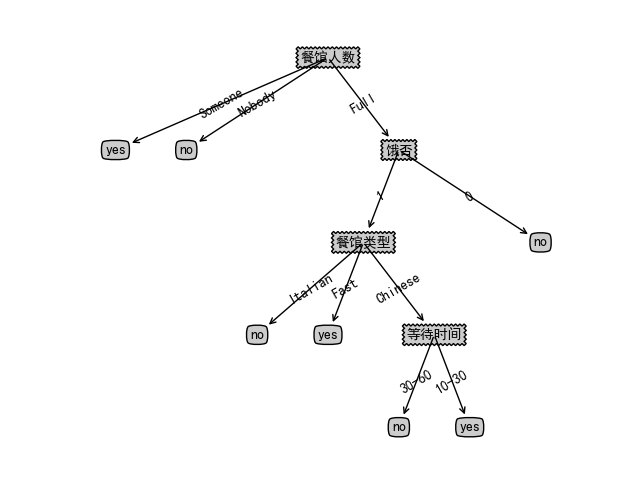 餐馆人数
Someone
Nobody
Full
yes
no
饿否
1
0
餐馆类型
no
Italian
Fast
Chinese
no
yes
等待时间
30~60
10~30
no
yes